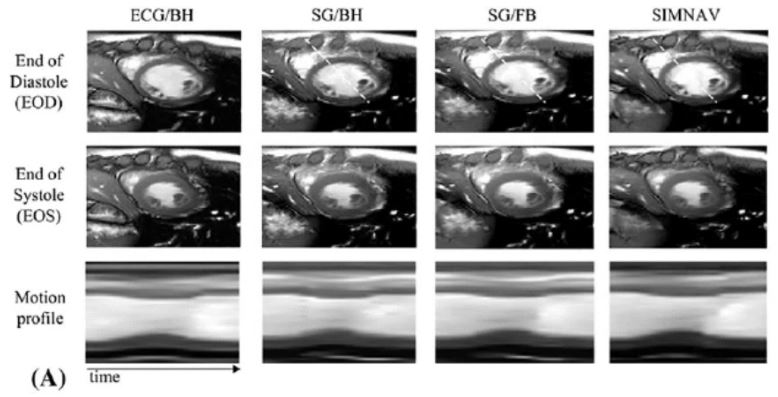 ECG/BH SG/BH SG/FB SIMNAV
End of
Diastole
(EOD)
End of
Systole
(EOS)
Motion
profile
(A) time